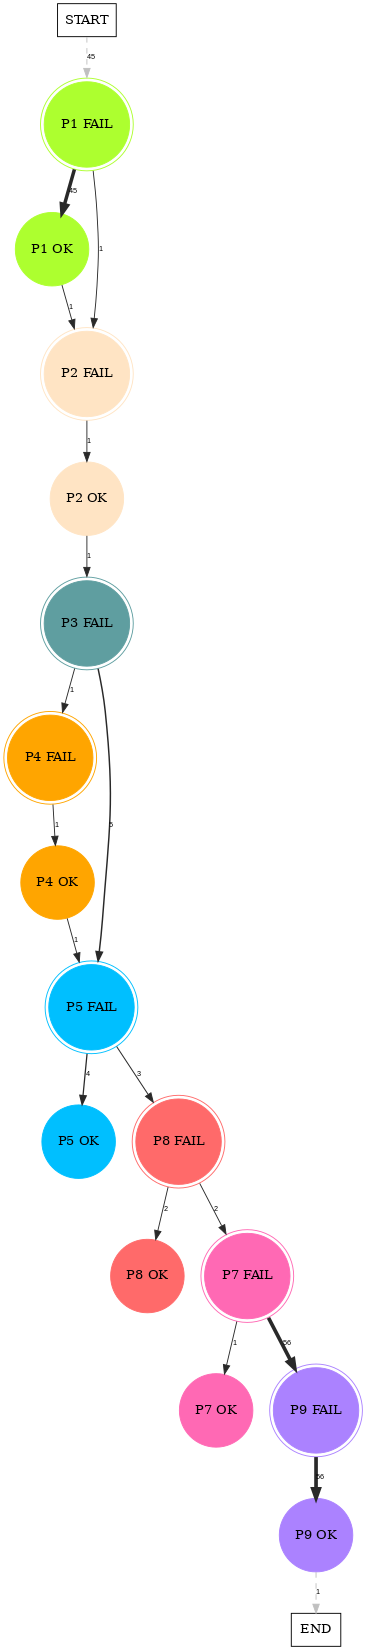 START
45
P1 FAIL
45
P1 OK
1
1
P2 FAIL
1
P2 OK
1
P3 FAIL
1
P4 FAIL
1
5
P4 OK
1
P5 FAIL
4
3
P5 OK
P8 FAIL
2
2
P8 OK
P7 FAIL
1
56
P7 OK
P9 FAIL
56
P9 OK
1
END